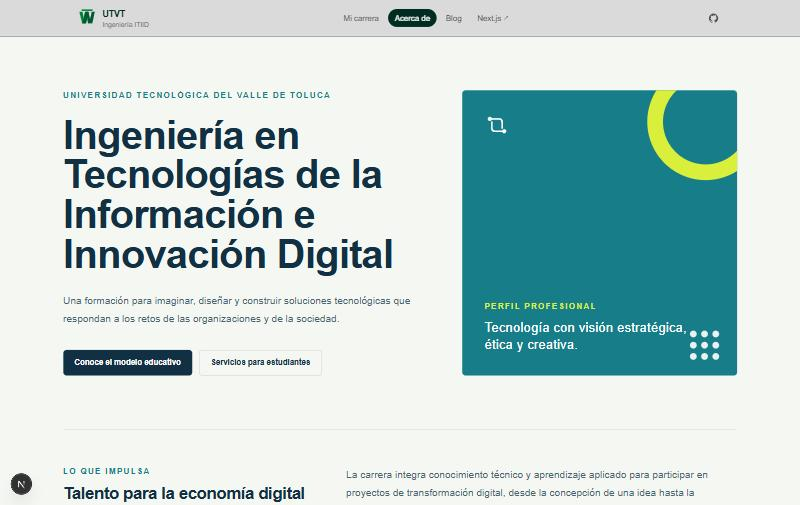 UTVT
Ingeniería ITIID
Mi carrera
Acerca de
Blog
Next.js ↗
UNIVERSIDAD TECNOLÓGICA DEL VALLE DE TOLUCA
Ingeniería en
Tecnologías de la
Información e
Innovación Digital
Una formación para imaginar, diseñar y construir soluciones tecnológicas que
respondan a los retos de las organizaciones y de la sociedad.
Conoce el modelo educativo
Servicios para estudiantes
PERFIL PROFESIONAL
Tecnología con visión estratégica,
ética y creativa.
LO QUE IMPULSA
Talento para la economía digital
La carrera integra conocimiento técnico y aprendizaje aplicado para participar en
proyectos de transformación digital, desde la concepción de una idea hasta la
N